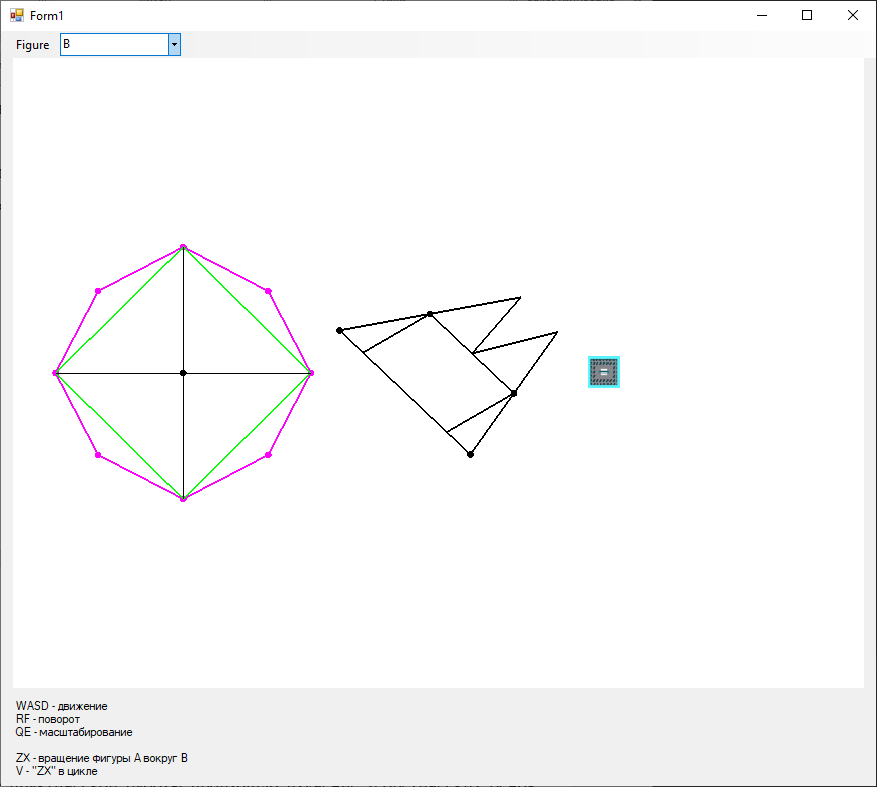 Form1
Figure B
=
WASD - движение
RF - поворот
QE - масштабирование
ZX - вращение фигуры A вокруг B
V - "ZX" в цикле